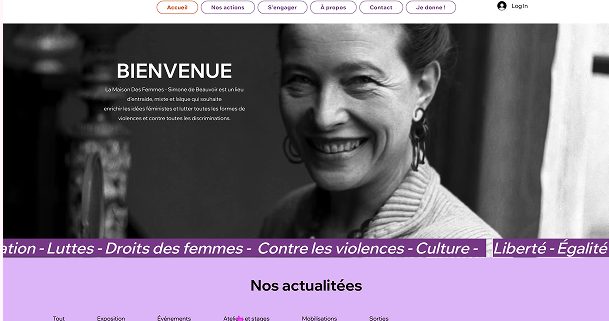 Accueil
Nos actions
S'engager
À propos
Contact
Je donne !
Log In
BIENVENUE
La Maison Des Femmes - Simone de Beauvoir est un lieu
d'entraide, mixte et laïque qui souhaite
enrichir les idées féministes et lutter toutes les formes de
violences et contre toutes les discriminations.
ation - Luttes - Droits des femmes - Contre les violences - Culture - Liberté - Égalité
Nos actualitées
Tout
Exposition
Événements
Ateliers et stages
Mobilisations
Sorties